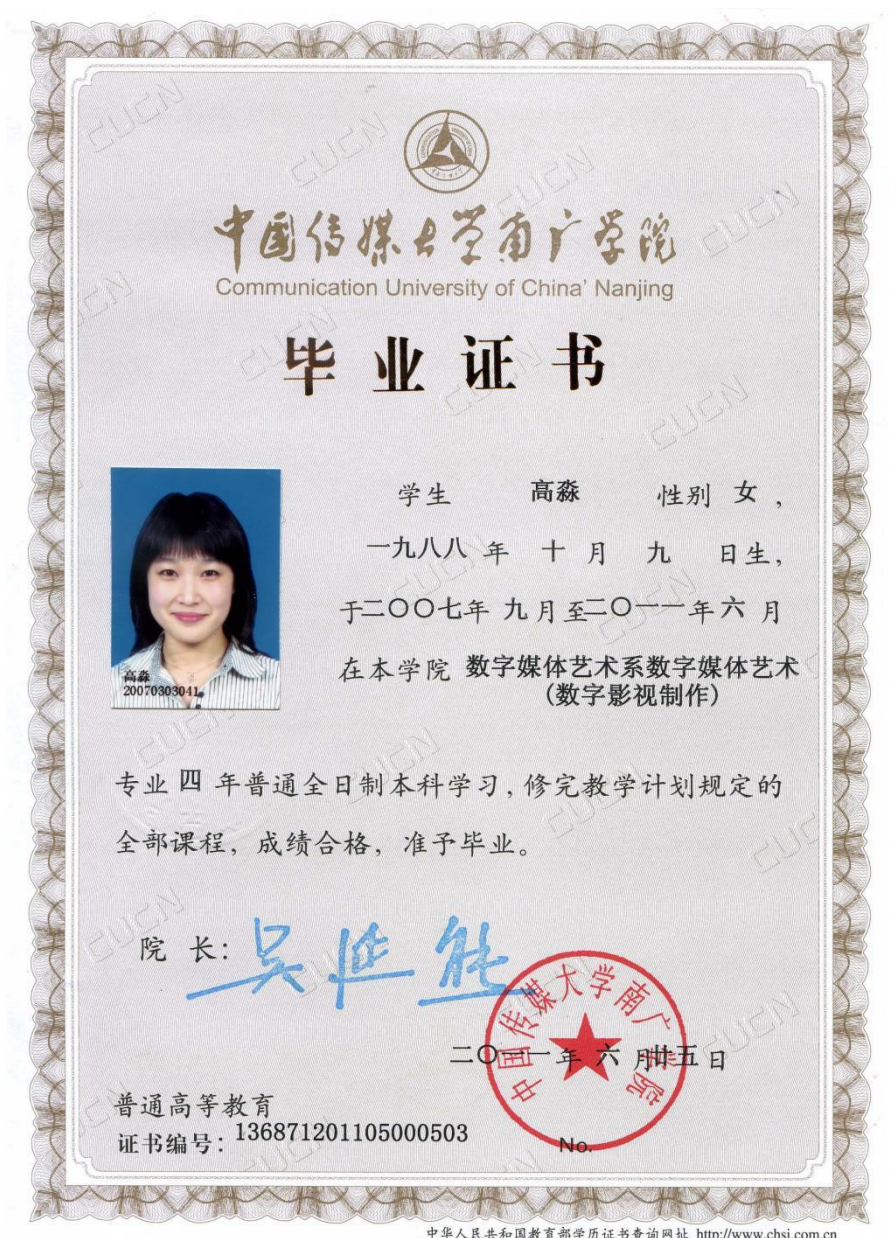 中国传媒大学南广学院
Communication University of China' Nanjing
毕业证书
学生 高淼 性别 女，
一九八八 年 十 月 九 日生，
于二〇〇七年 九月至二〇一一年六月
在本学院 数字媒体艺术系数字媒体艺术
(数字影视制作)
高淼
20070303041
专业 四 年普通全日制本科学习，修完教学计划规定的
全部课程，成绩合格，准予毕业。
院 长：
中国传媒大学南广学院
二〇一一年 六 月廿五日
普通高等教育
证书编号：136871201105000503
No.
中华人民共和国教育部学历证书查询网址 http://www.chsi.com.cn
CUCN